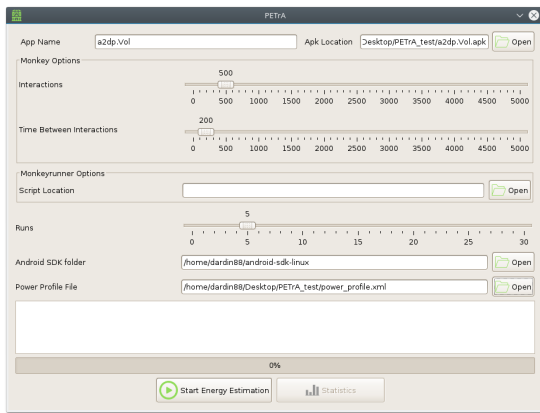 PETrA
App Name a2dp.Vol Apk Location Desktop/PETrA_test/a2dp.Vol.apk Open
Monkey Options
500
Interactions
0 500 1000 1500 2000 2500 3000 3500 4000 4500 5000
200
Time Between Interactions
0 500 1000 1500 2000 2500 3000 3500 4000 4500 5000
Monkeyrunner Options
Script Location Open
5
Runs
0 5 10 15 20 25 30
Android SDK folder /home/dardin88/android-sdk-linux Open
Power Profile File /home/dardin88/Desktop/PETrA_test/power_profile.xml Open
0%
Start Energy Estimation Statistics